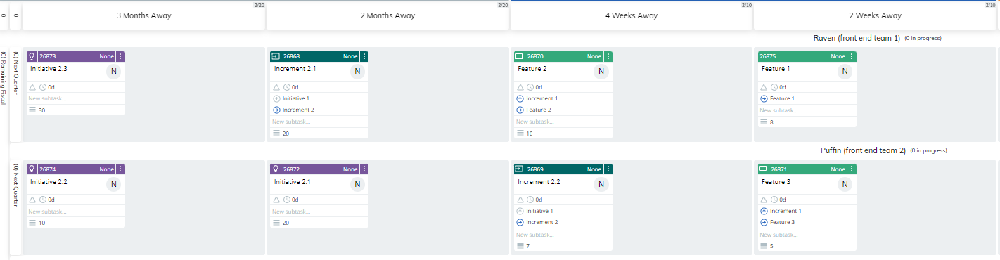 0
0
2/20
3 Months Away
2/20
2 Months Away
2/10
4 Weeks Away
2/10
2 Weeks Away
Raven (front end team 1) (0 in progress)
(0) Remaining Fiscal
(0) Next Quarter
26873 None
Initiative 2.3 N
0d
New subtask...
30
26868 None
Increment 2.1 N
0d
Initiative 1
Increment 2
New subtask...
20
26870 None
Feature 2 N
0d
Increment 1
Feature 2
New subtask...
10
26875 None
Feature 1 N
0d
Feature 1
New subtask...
8
Puffin (front end team 2) (0 in progress)
(0) Next Quarter
26874 None
Initiative 2.2 N
0d
New subtask...
10
26872 None
Initiative 2.1 N
0d
New subtask...
20
26869 None
Increment 2.2 N
0d
Initiative 1
Increment 2
New subtask...
7
26871 None
Feature 3 N
0d
Increment 1
Feature 3
New subtask...
5